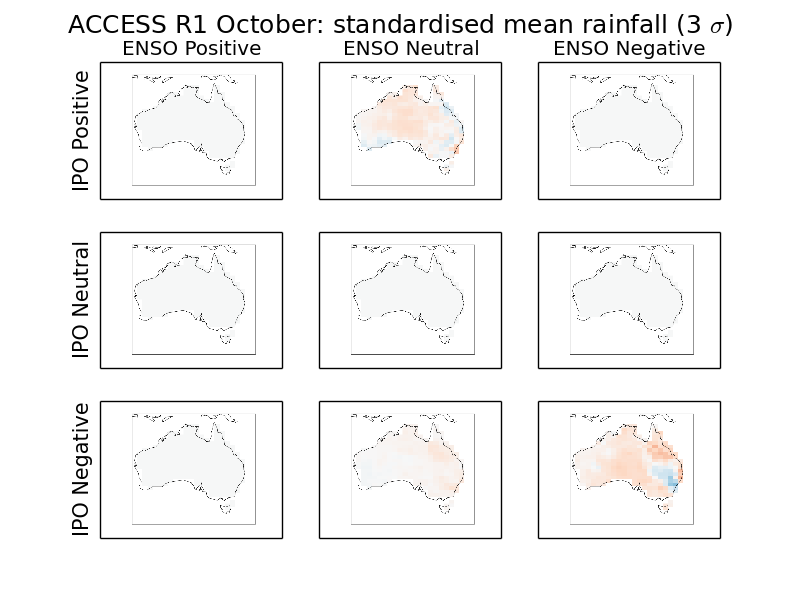 ACCESS R1 October: standardised mean rainfall (3 σ)
ENSO Positive
ENSO Neutral
ENSO Negative
IPO Positive
IPO Neutral
IPO Negative